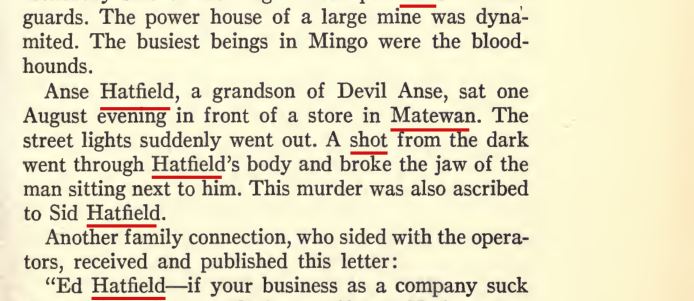 guards. The power house of a large mine was dyna-
mited. The busiest beings in Mingo were the blood-
hounds.
Anse Hatfield, a grandson of Devil Anse, sat one
August evening in front of a store in Matewan. The
street lights suddenly went out. A shot from the dark
went through Hatfield's body and broke the jaw of the
man sitting next to him. This murder was also ascribed
to Sid Hatfield.
Another family connection, who sided with the opera-
tors, received and published this letter:
"Ed Hatfield—if your business as a company suck